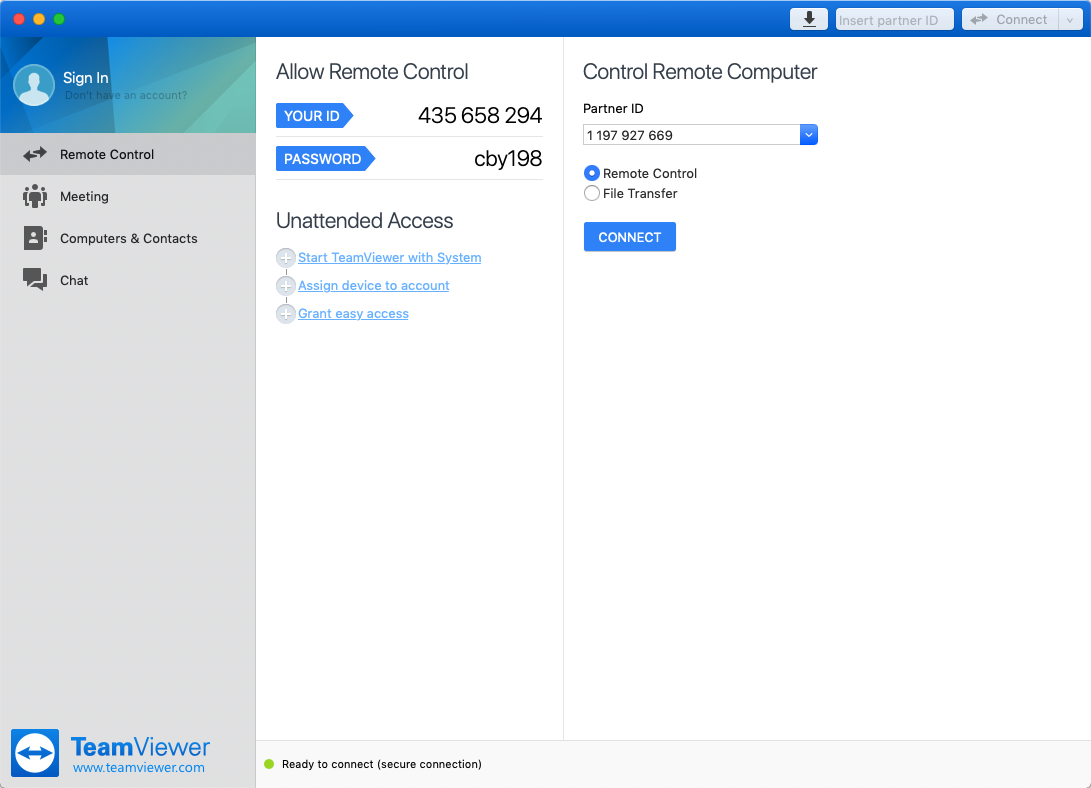 Insert partner ID
Connect
Sign In
Don't have an account?
Remote Control
Meeting
Computers & Contacts
Chat
TeamViewer
www.teamviewer.com
Allow Remote Control
YOUR ID 435 658 294
PASSWORD cby198
Unattended Access
Start TeamViewer with System
Assign device to account
Grant easy access
Control Remote Computer
Partner ID
1 197 927 669
Remote Control
File Transfer
CONNECT
Ready to connect (secure connection)